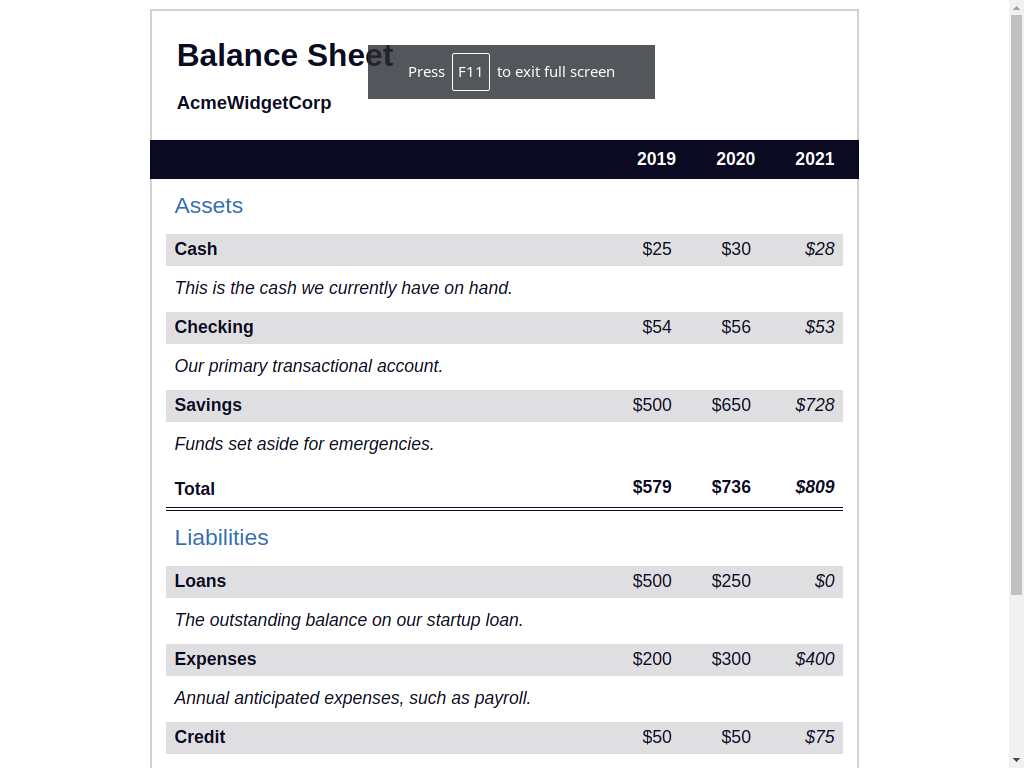 Balance Sheet
Press F11 to exit full screen
AcmeWidgetCorp
2019 2020 2021
Assets
Cash $25 $30 $28
This is the cash we currently have on hand.
Checking $54 $56 $53
Our primary transactional account.
Savings $500 $650 $728
Funds set aside for emergencies.
Total $579 $736 $809
Liabilities
Loans $500 $250 $0
The outstanding balance on our startup loan.
Expenses $200 $300 $400
Annual anticipated expenses, such as payroll.
Credit $50 $50 $75